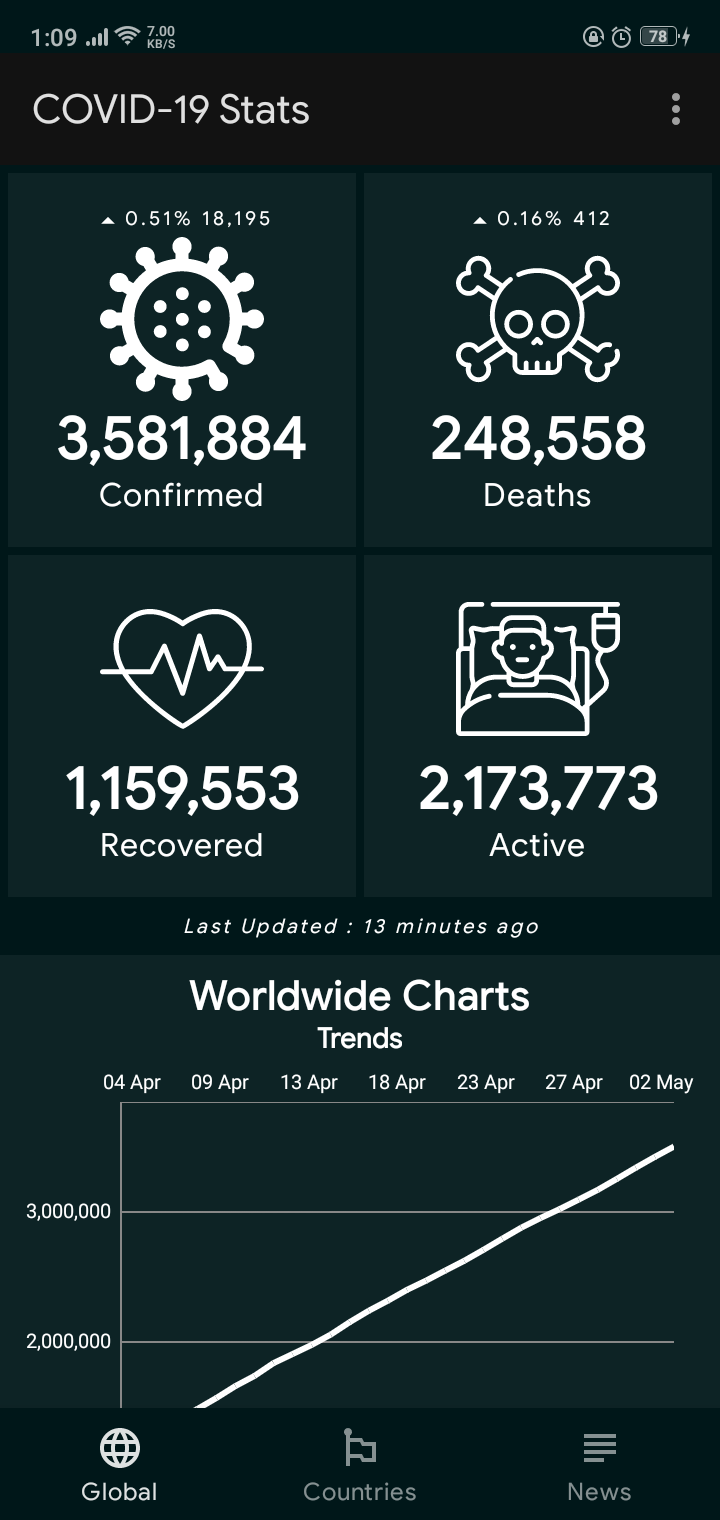 1:09 7.00 KB/S 78
COVID-19 Stats
0.51% 18,195
3,581,884
Confirmed
0.16% 412
248,558
Deaths
1,159,553
Recovered
2,173,773
Active
Last Updated : 13 minutes ago
Worldwide Charts
Trends
04 Apr 09 Apr 13 Apr 18 Apr 23 Apr 27 Apr 02 May
3,000,000
2,000,000
Global Countries News